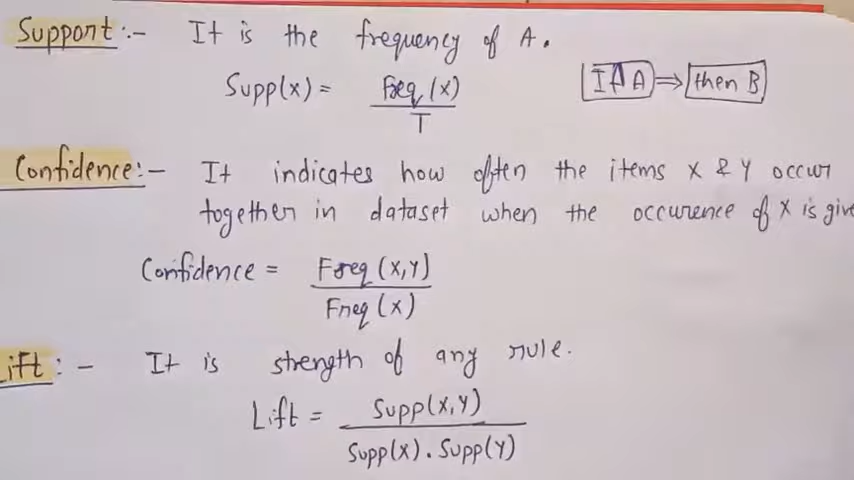 Support :- It is the frequency of A.
Supp(x) = Freq (x) / T
If A ⇒ then B
Confidence :- It indicates how often the items X & Y occur
together in dataset when the occurence of X is give
Confidence = Freq (X,Y) / Freq (X)
ift :- It is strength of any rule.
Lift = Supp(X,Y) / Supp(X) . Supp(Y)